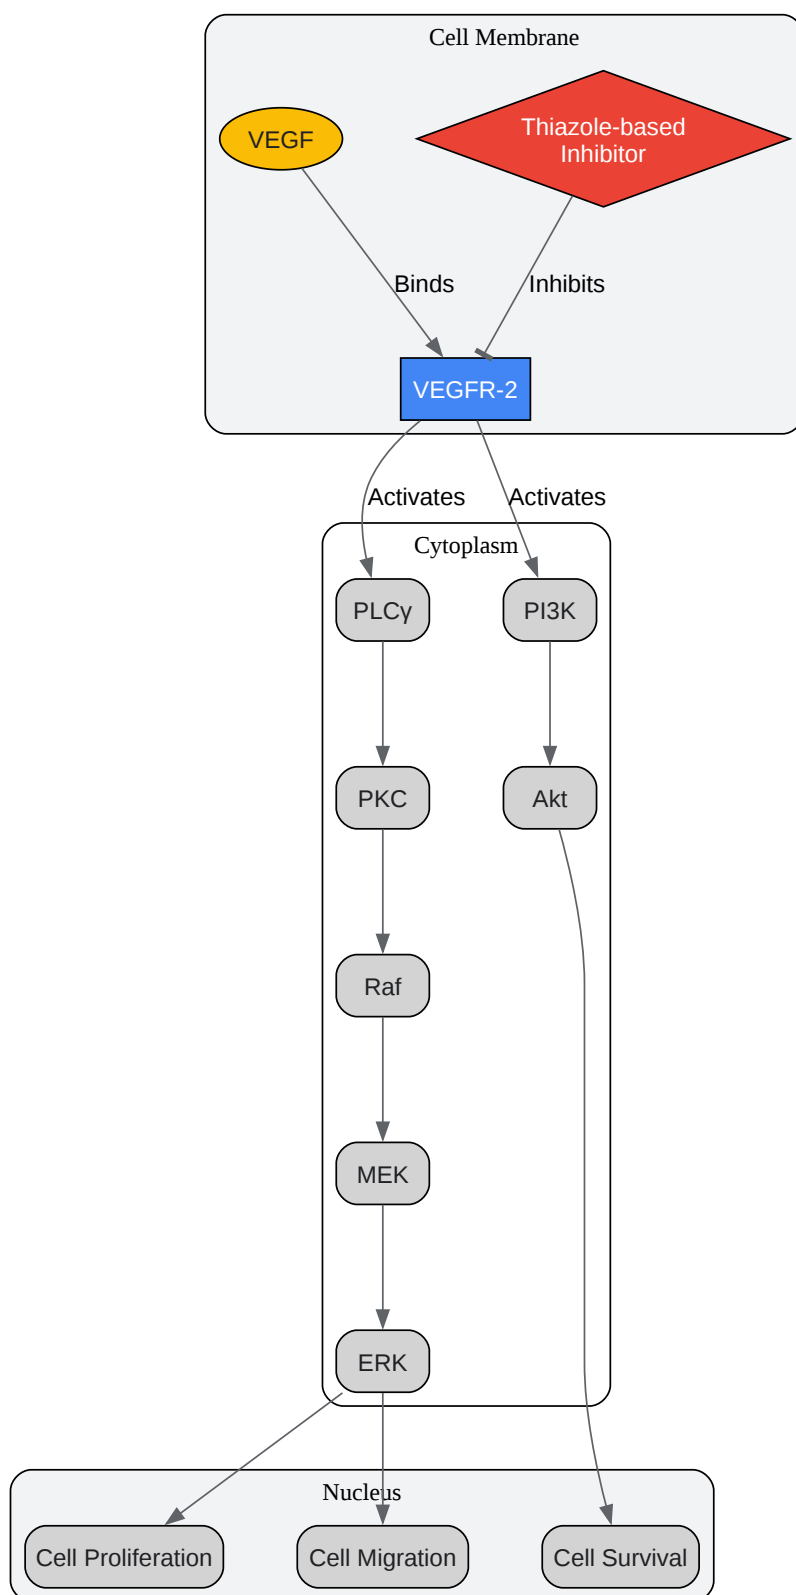 Cell Membrane
VEGF
Thiazole-based
Inhibitor
Binds
Inhibits
VEGFR-2
Activates
Activates
Cytoplasm
PLCγ
PI3K
PKC
Akt
Raf
MEK
ERK
Nucleus
Cell Proliferation
Cell Migration
Cell Survival